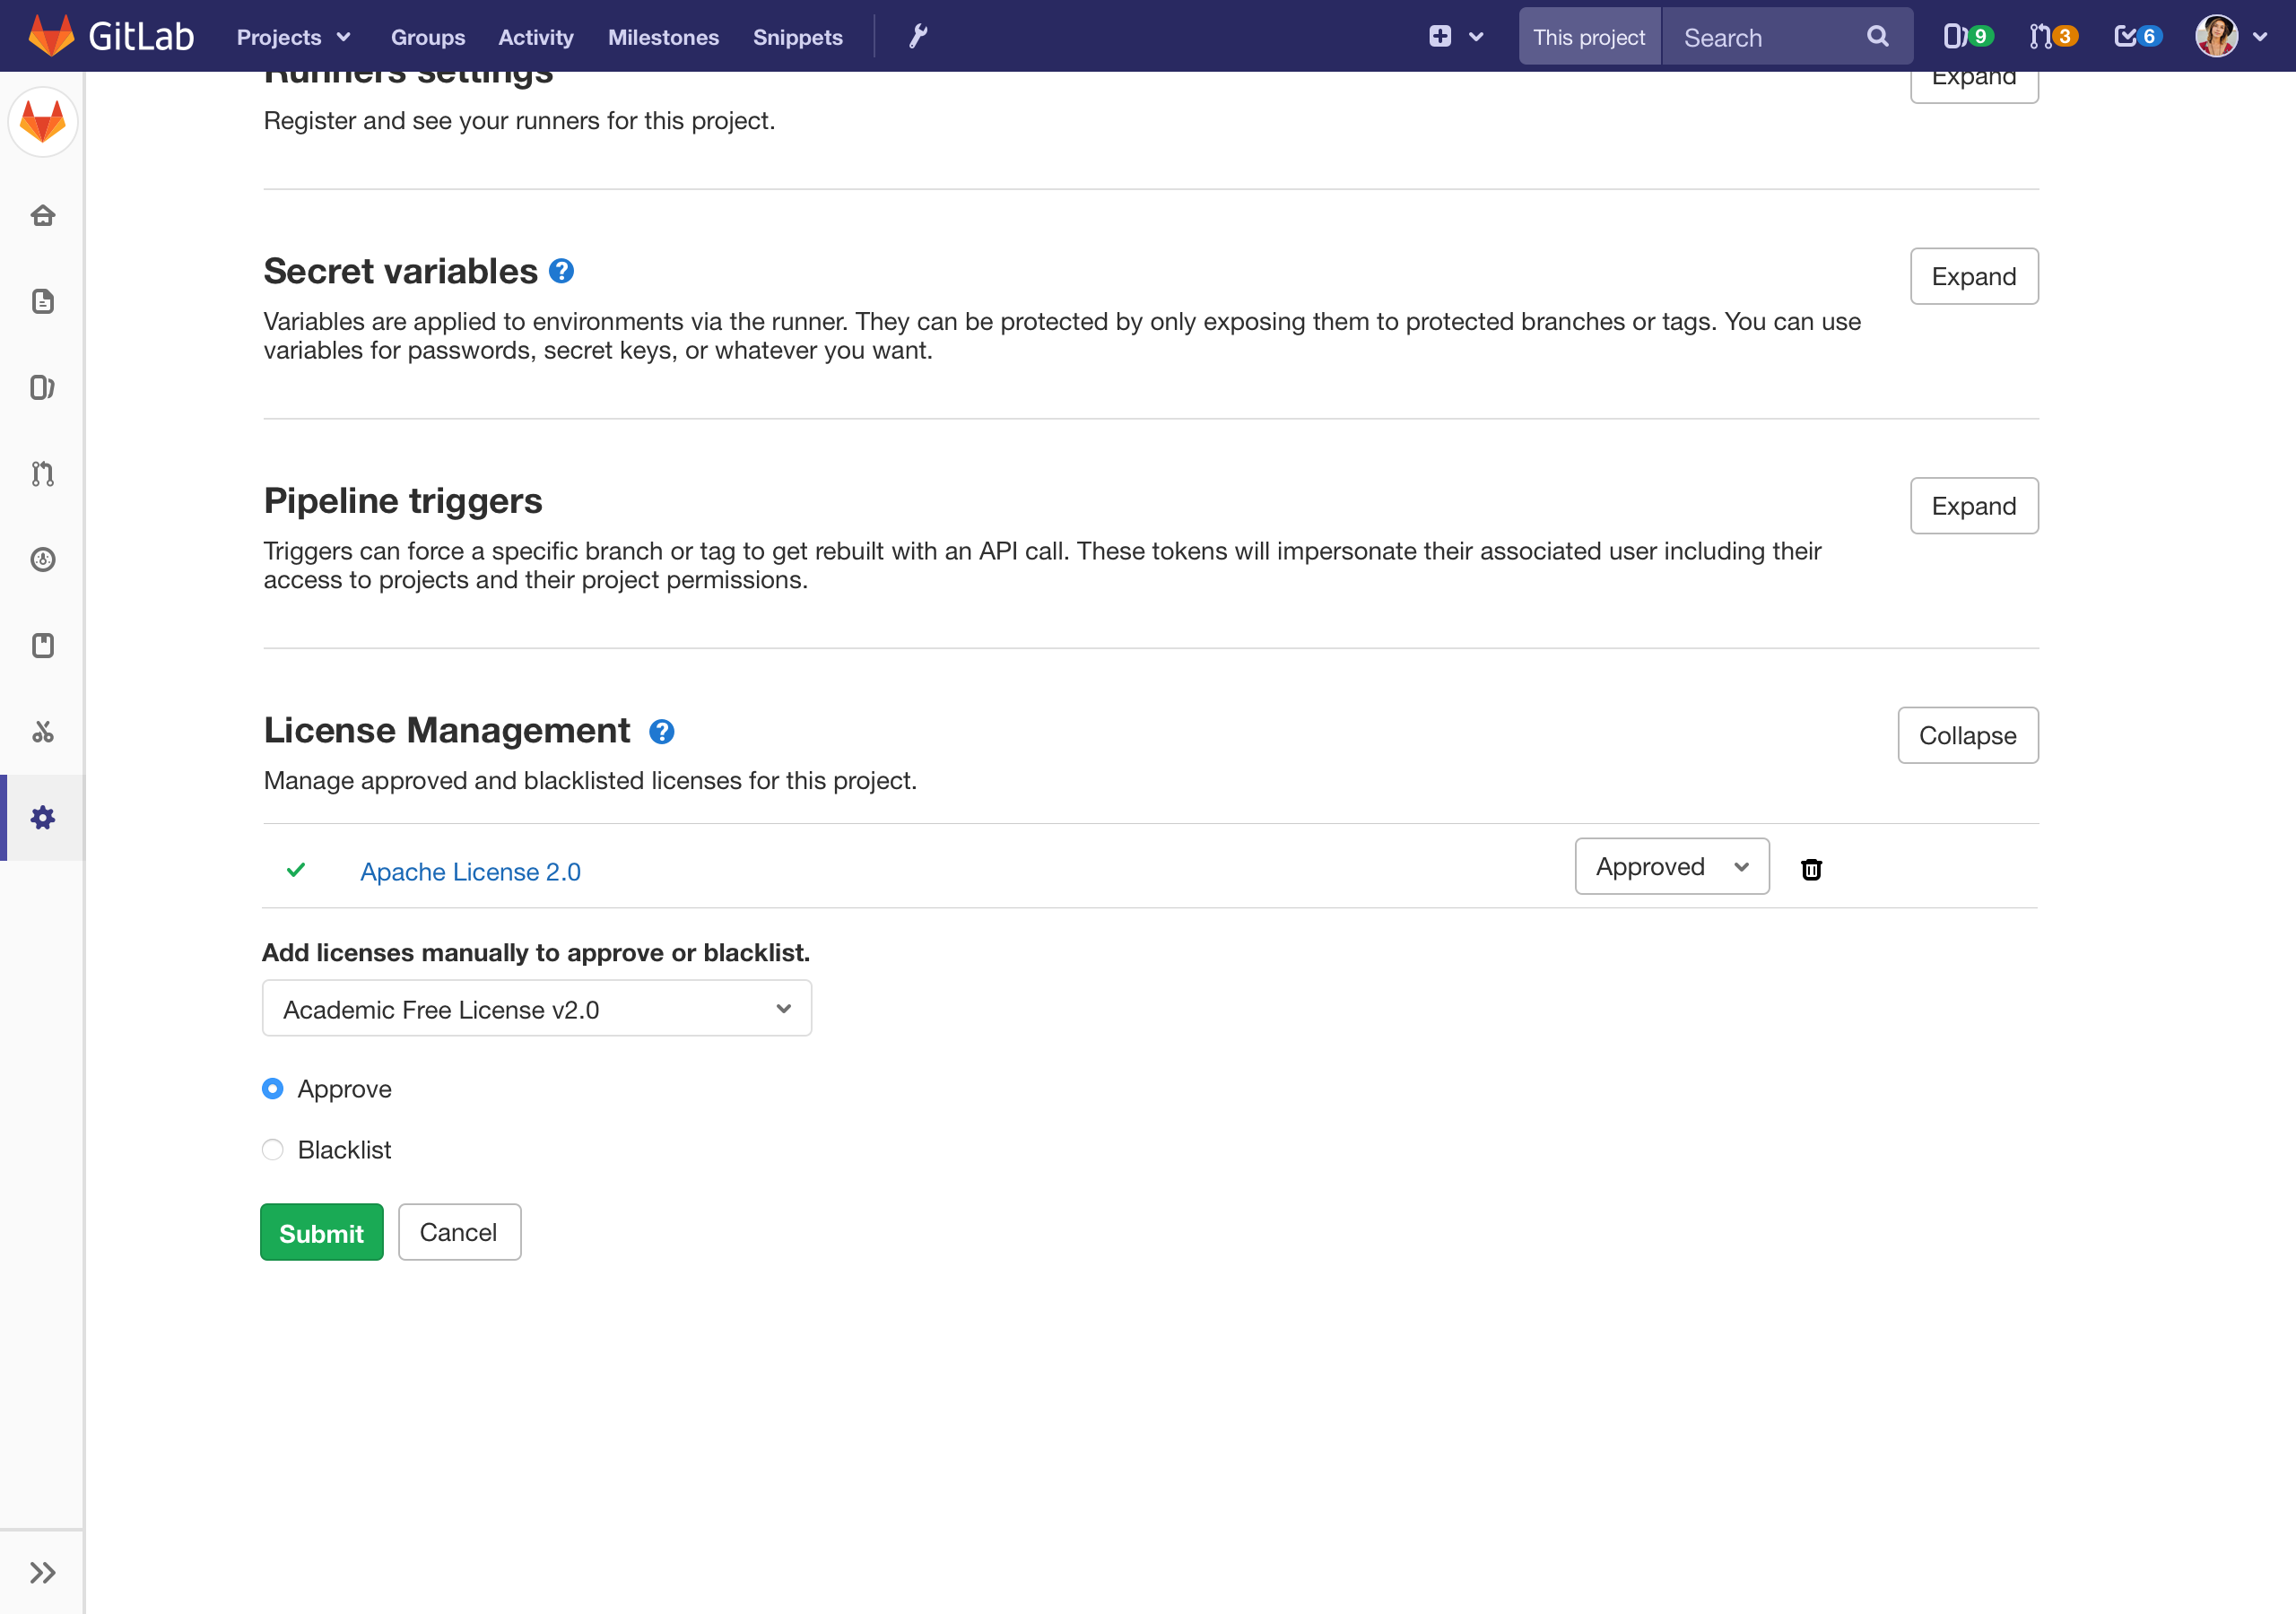 GitLab Projects Groups Activity Milestones Snippets This project Search 9 3 6
Runners settings Expand
Register and see your runners for this project.
Secret variables ? Expand
Variables are applied to environments via the runner. They can be protected by only exposing them to protected branches or tags. You can use
variables for passwords, secret keys, or whatever you want.
Pipeline triggers Expand
Triggers can force a specific branch or tag to get rebuilt with an API call. These tokens will impersonate their associated user including their
access to projects and their project permissions.
License Management ? Collapse
Manage approved and blacklisted licenses for this project.
Apache License 2.0 Approved
Add licenses manually to approve or blacklist.
Academic Free License v2.0
Approve
Blacklist
Submit Cancel